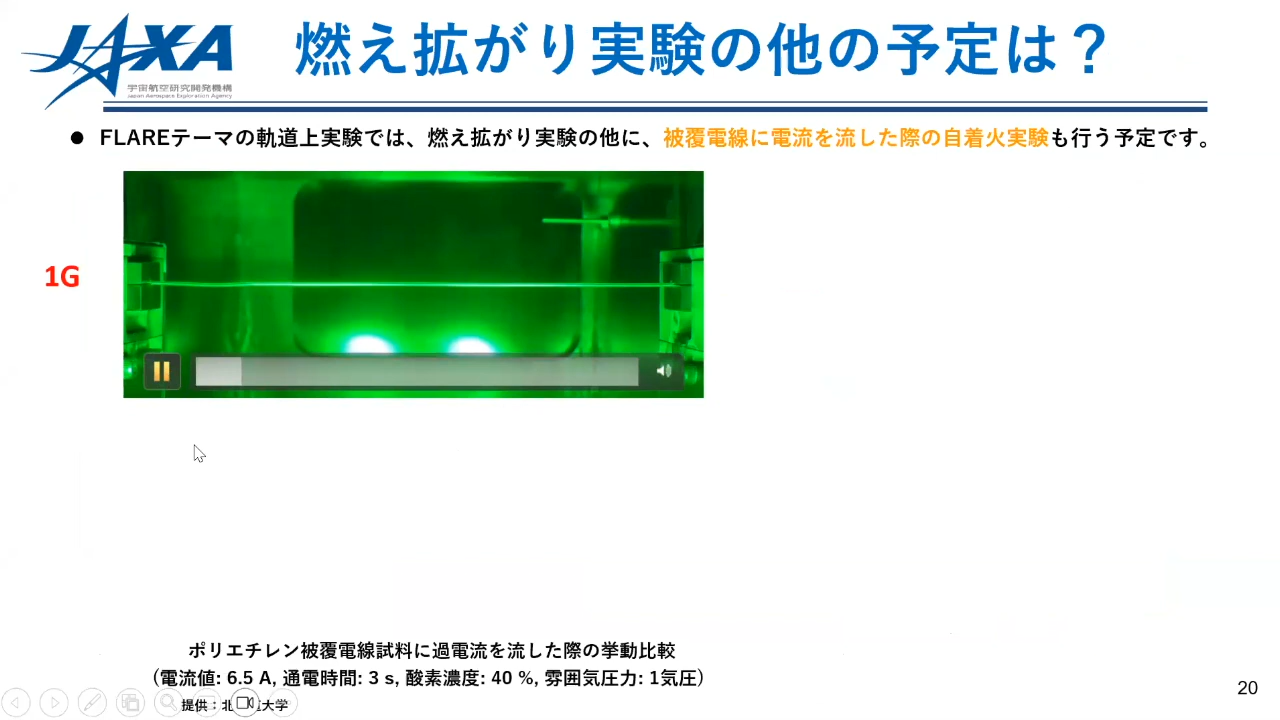 JAXA
宇宙航空研究開発機構
Japan Aerospace Exploration Agency
燃え拡がり実験の他の予定は？
● FLAREテーマの軌道上実験では、燃え拡がり実験の他に、被覆電線に電流を流した際の自着火実験も行う予定です。
1G
ポリエチレン被覆電線試料に過電流を流した際の挙動比較
(電流値: 6.5 A, 通電時間: 3 s, 酸素濃度: 40 %, 雰囲気圧力: 1気圧)
提供：北 大学
20